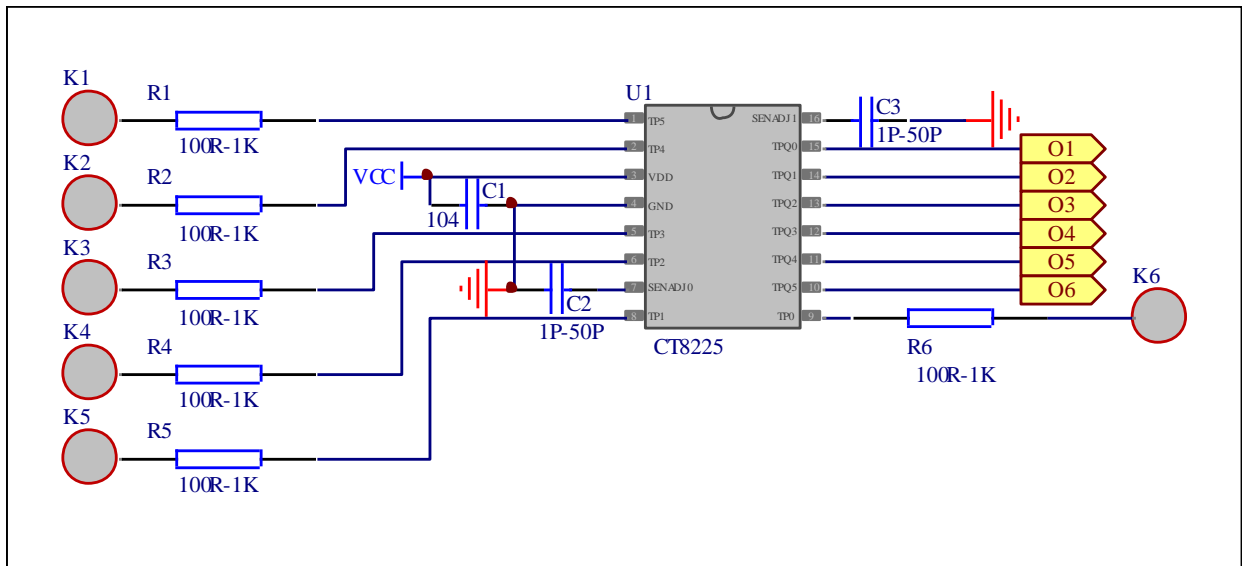 K1
R1
100R-1K
K2
R2
100R-1K
K3
R3
100R-1K
K4
R4
100R-1K
K5
R5
100R-1K
VCC
C1
104
C2
1P-50P
U1
1 TP5
2 TP4
3 VDD
4 GND
5 TP3
6 TP2
7 SENADJ0
8 TP1
SENADJ1 16
TPQ0 15
TPQ1 14
TPQ2 13
TPQ3 12
TPQ4 11
TPQ5 10
TP0 9
CT8225
C3
1P-50P
O1
O2
O3
O4
O5
O6
K6
R6
100R-1K